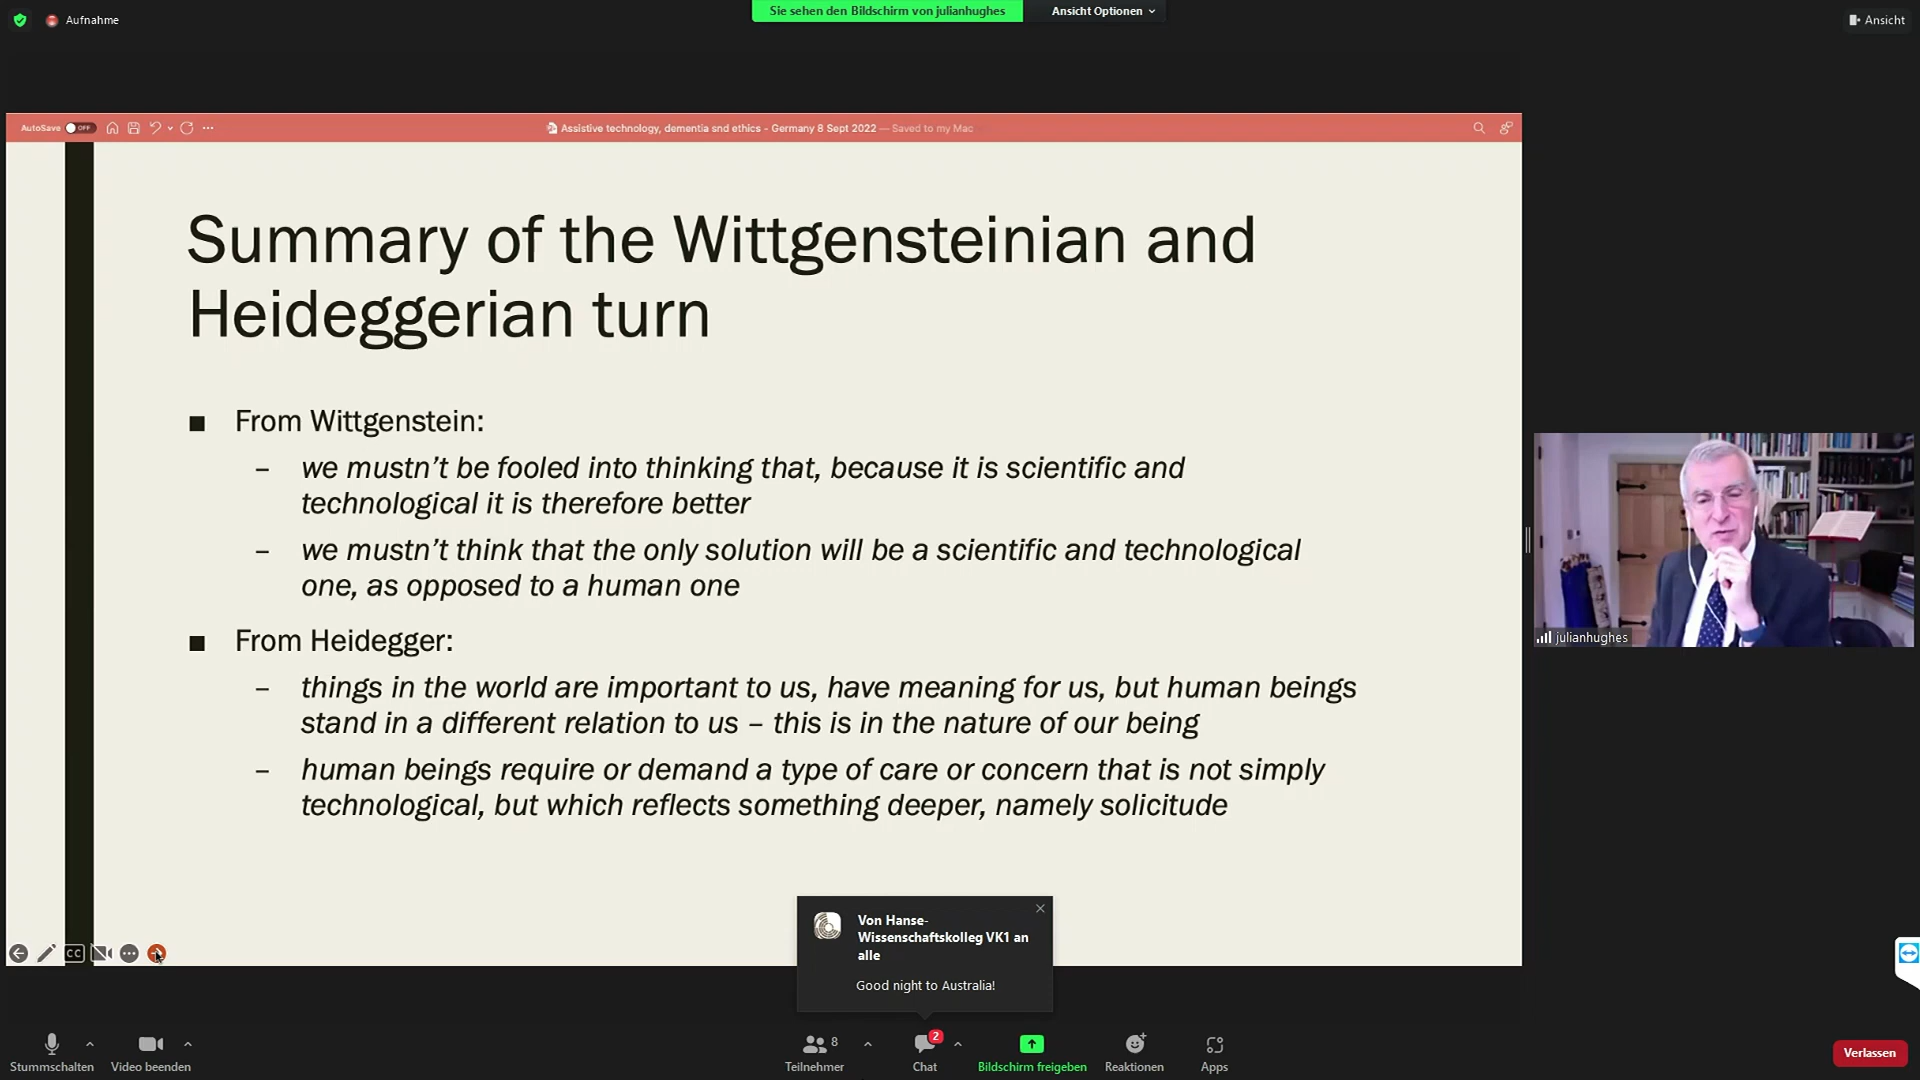 Aufnahme
Sie sehen den Bildschirm von julianhughes
Ansicht Optionen
Ansicht
AutoSave OFF
Assistive technology, dementia snd ethics - Germany 8 Sept 2022 — Saved to my Mac
Summary of the Wittgensteinian and
Heideggerian turn
■ From Wittgenstein:
– we mustn't be fooled into thinking that, because it is scientific and
technological it is therefore better
– we mustn't think that the only solution will be a scientific and technological
one, as opposed to a human one
■ From Heidegger:
– things in the world are important to us, have meaning for us, but human beings
stand in a different relation to us – this is in the nature of our being
– human beings require or demand a type of care or concern that is not simply
technological, but which reflects something deeper, namely solicitude
julianhughes
CC
Von Hanse-
Wissenschaftskolleg VK1 an
alle
Good night to Australia!
Stummschalten
Video beenden
8
Teilnehmer
2
Chat
Bildschirm freigeben
Reaktionen
Apps
Verlassen